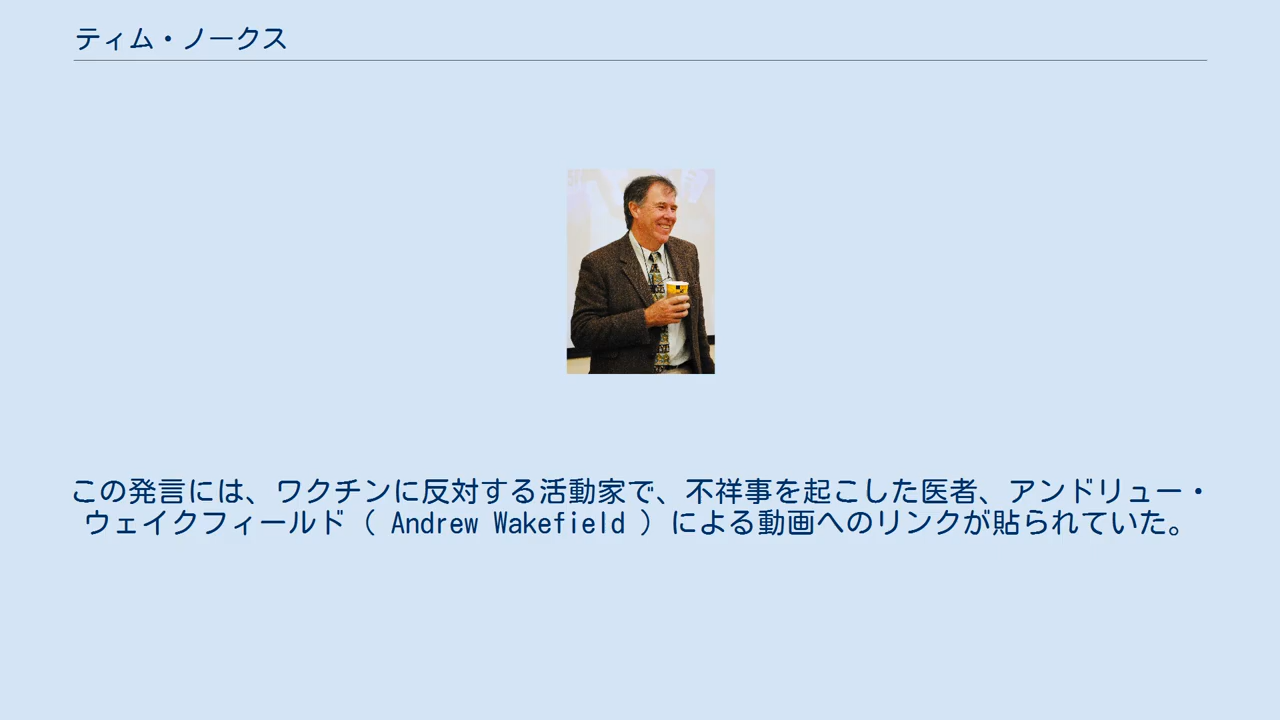 ティム・ノークス
この発言には、ワクチンに反対する活動家で、不祥事を起こした医者、アンドリュー・
ウェイクフィールド（ Andrew Wakefield ）による動画へのリンクが貼られていた。